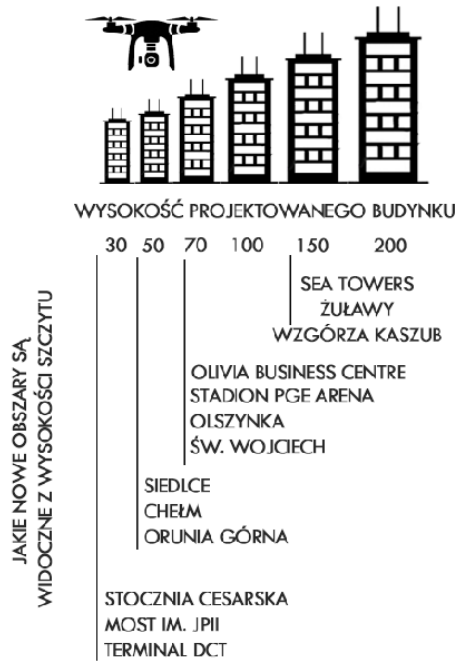 WYSOKOŚĆ PROJEKTOWANEGO BUDYNKU
30 50 70 100 150 200
SEA TOWERS
ŻUŁAWY
WZGÓRZA KASZUB
OLIVIA BUSINESS CENTRE
STADION PGE ARENA
OLSZYNKA
ŚW. WOJCIECH
SIEDLCE
CHEŁM
ORUNIA GÓRNA
STOCZNIA CESARSKA
MOST IM. JPII
TERMINAL DCT
JAKIE NOWE OBSZARY SĄ
WIDOCZNE Z WYSOKOŚCI SZCZYTU